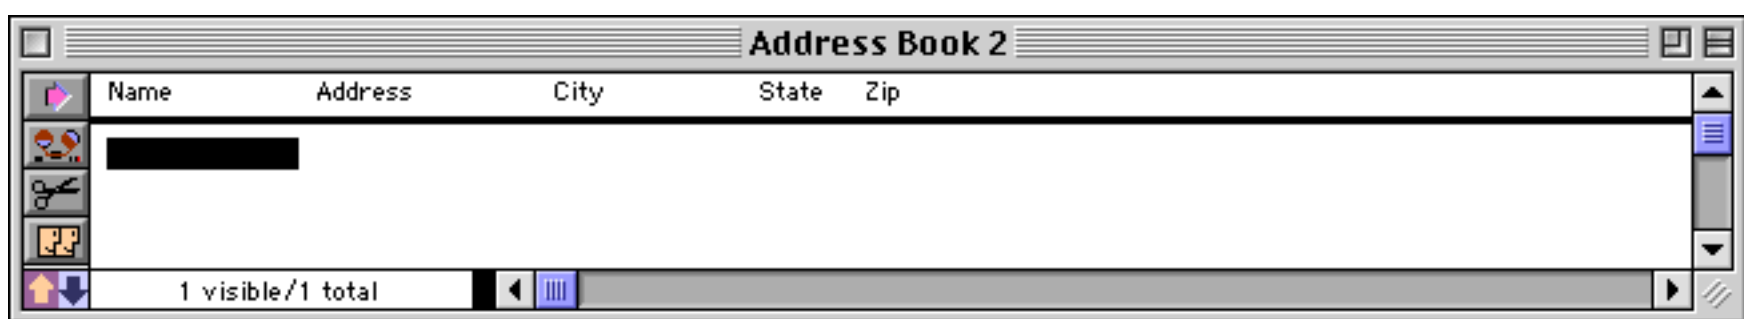 Address Book 2
Name Address City State Zip
1 visible/1 total